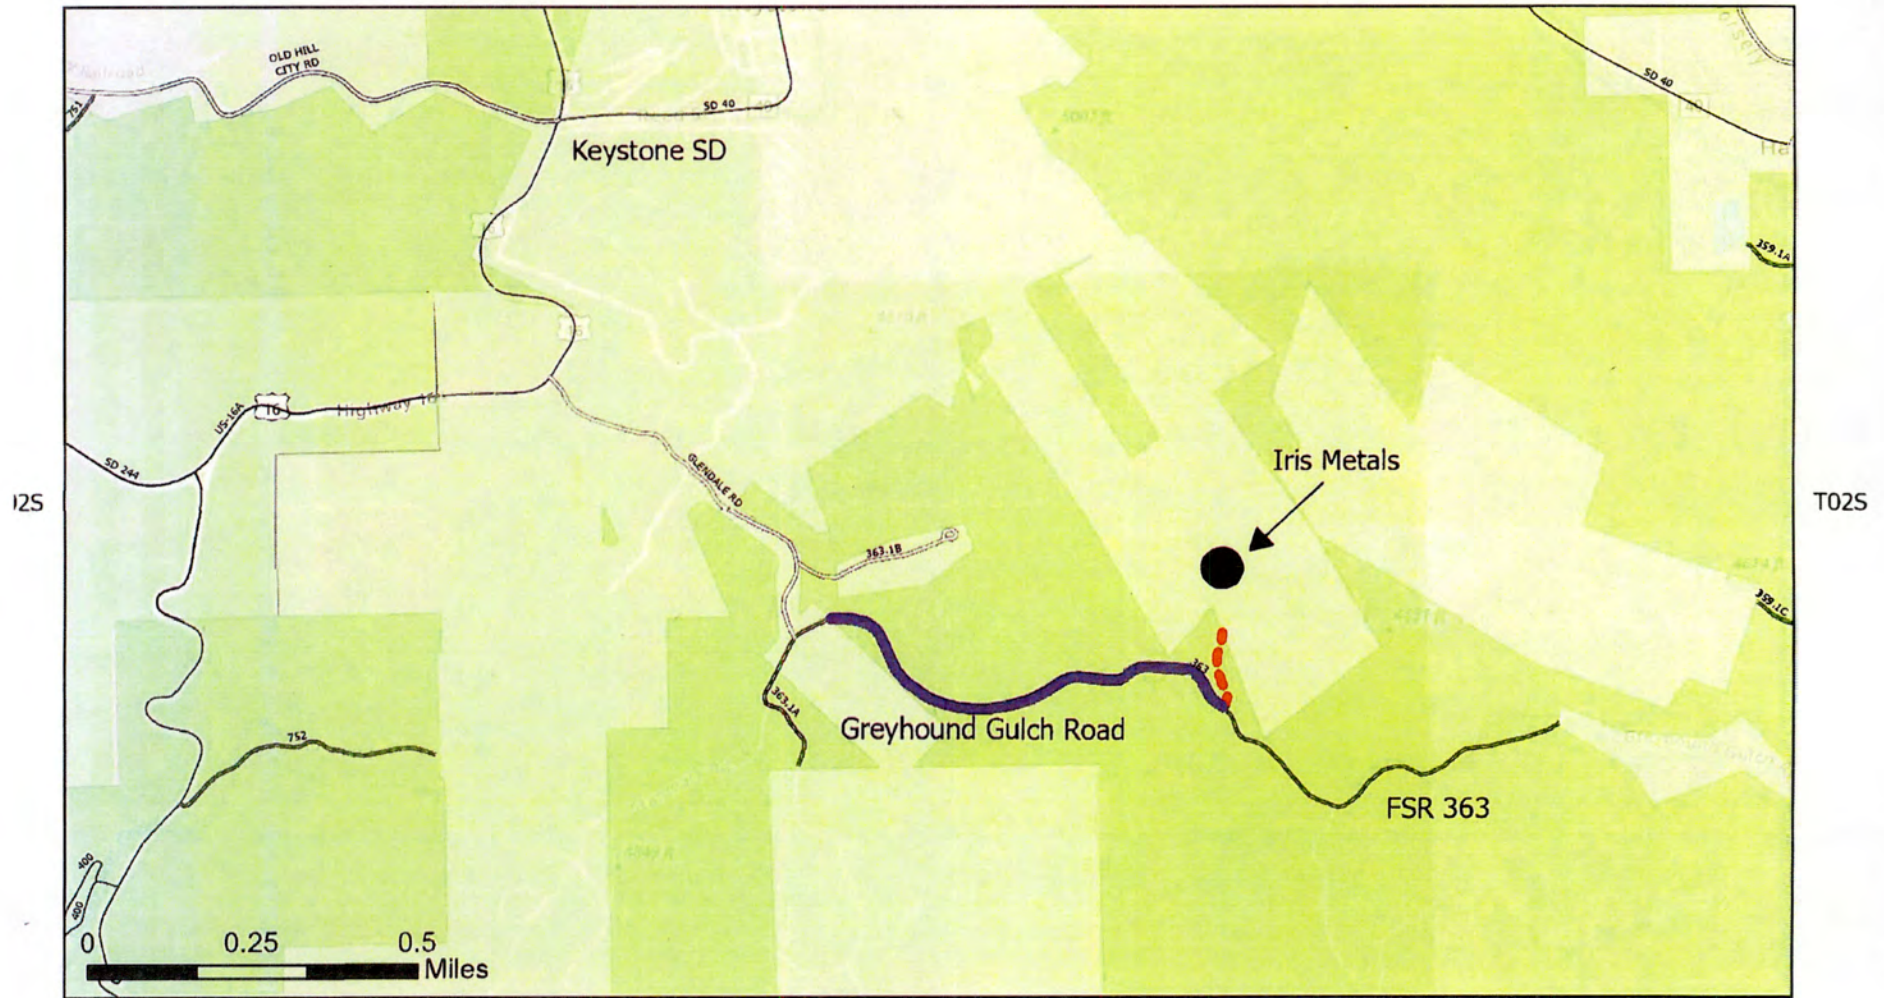 OLD HILL
CITY RD
751
SD 40
SD 40
Keystone SD
359.1A
16
Highway 16
US-16A
SD 244
GLENDALE RD
Iris Metals
02S
T02S
363.1B
359.1C
363
363.1A
Greyhound Gulch Road
752
FSR 363
400
400
0 0.25 0.5
Miles